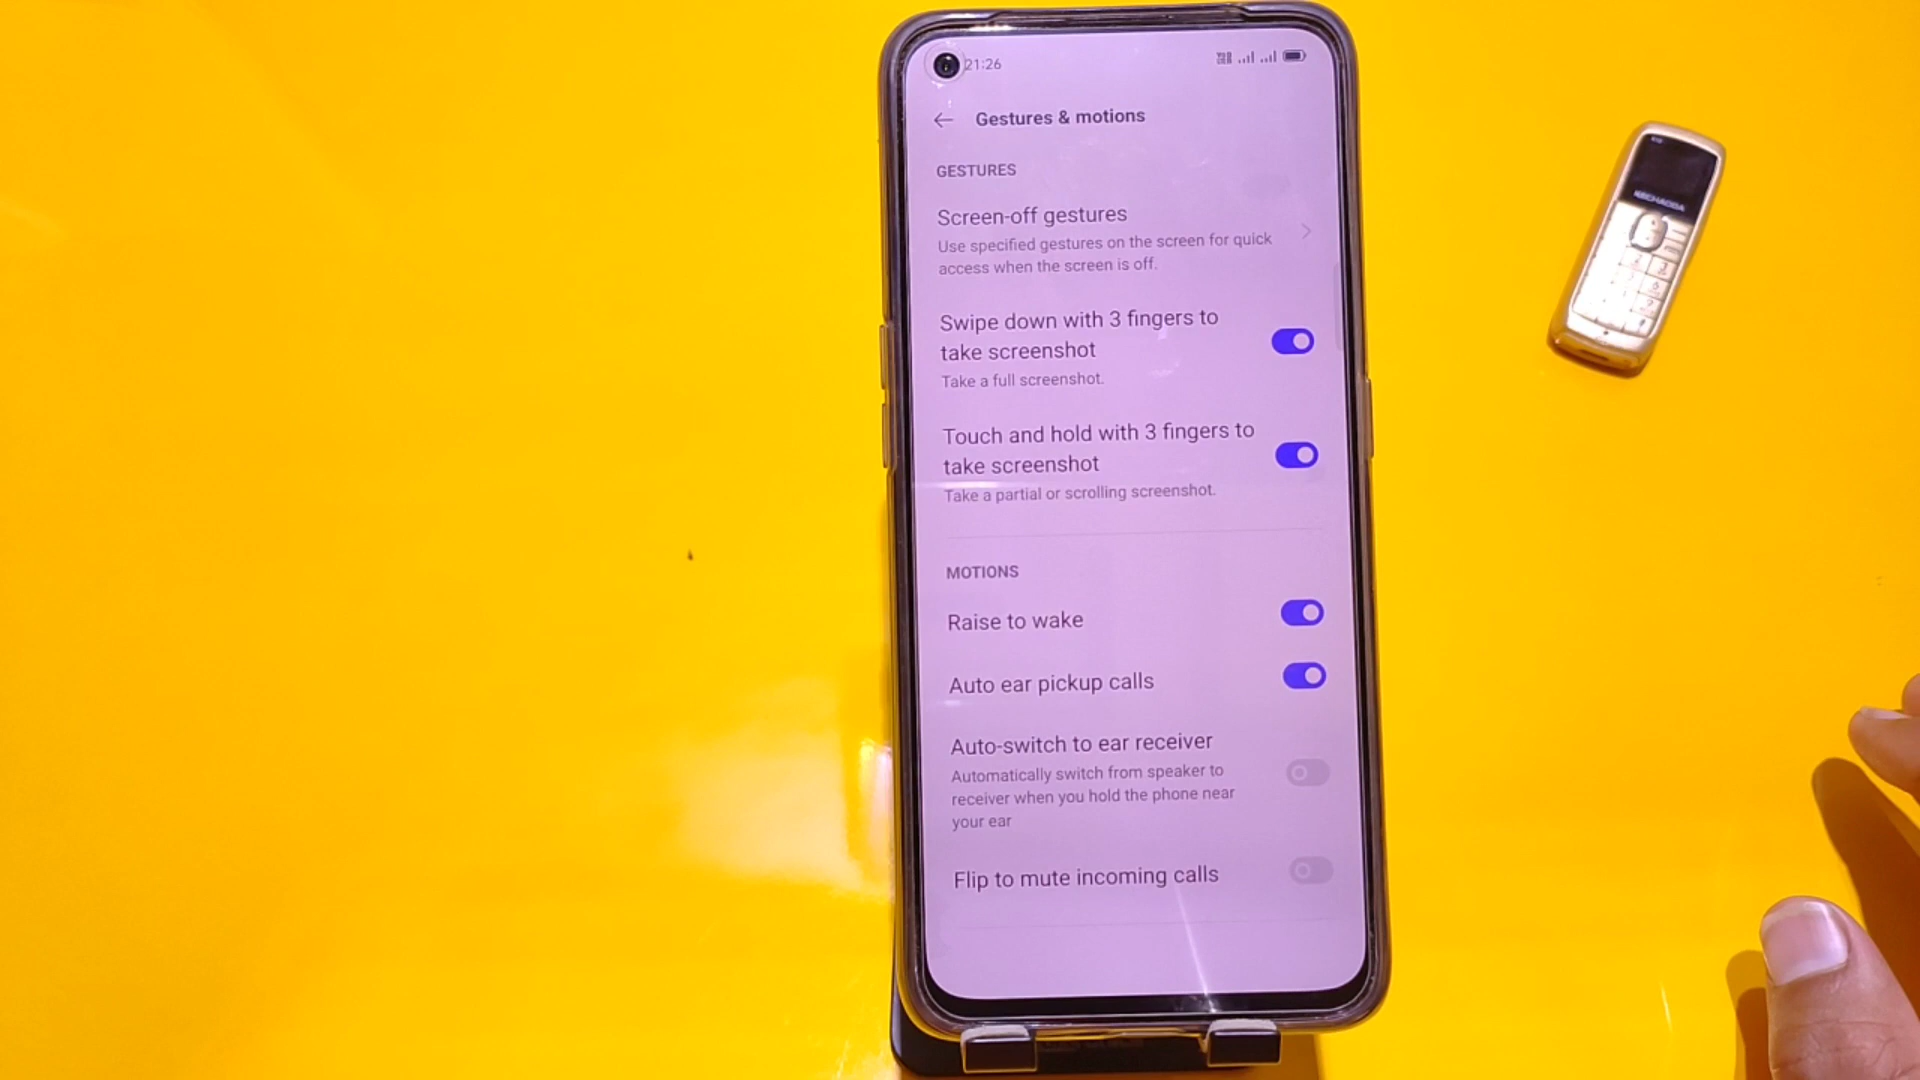 21:26
Gestures & motions
GESTURES
Screen-off gestures
Use specified gestures on the screen for quick
access when the screen is off.
Swipe down with 3 fingers to
take screenshot
Take a full screenshot.
Touch and hold with 3 fingers to
take screenshot
Take a partial or scrolling screenshot.
MOTIONS
Raise to wake
Auto ear pickup calls
Auto-switch to ear receiver
Automatically switch from speaker to
receiver when you hold the phone near
your ear
Flip to mute incoming calls
KECHAODA